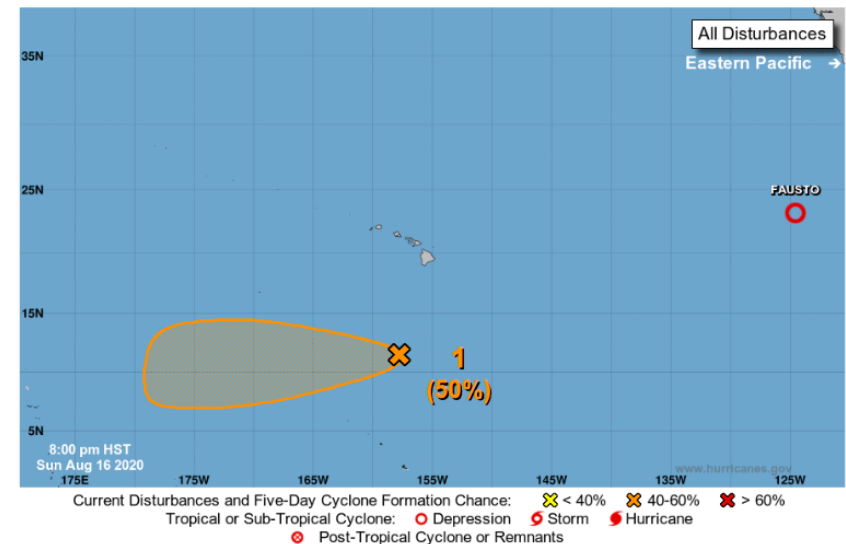 All Disturbances
35N
Eastern Pacific →
25N
FAUSTO
15N
1
(50%)
5N
8:00 pm HST
Sun Aug 16 2020
www.hurricanes.gov
175E 175W 165W 155W 145W 135W 125W
Current Disturbances and Five-Day Cyclone Formation Chance: < 40% 40-60% > 60%
Tropical or Sub-Tropical Cyclone: Depression Storm Hurricane
Post-Tropical Cyclone or Remnants